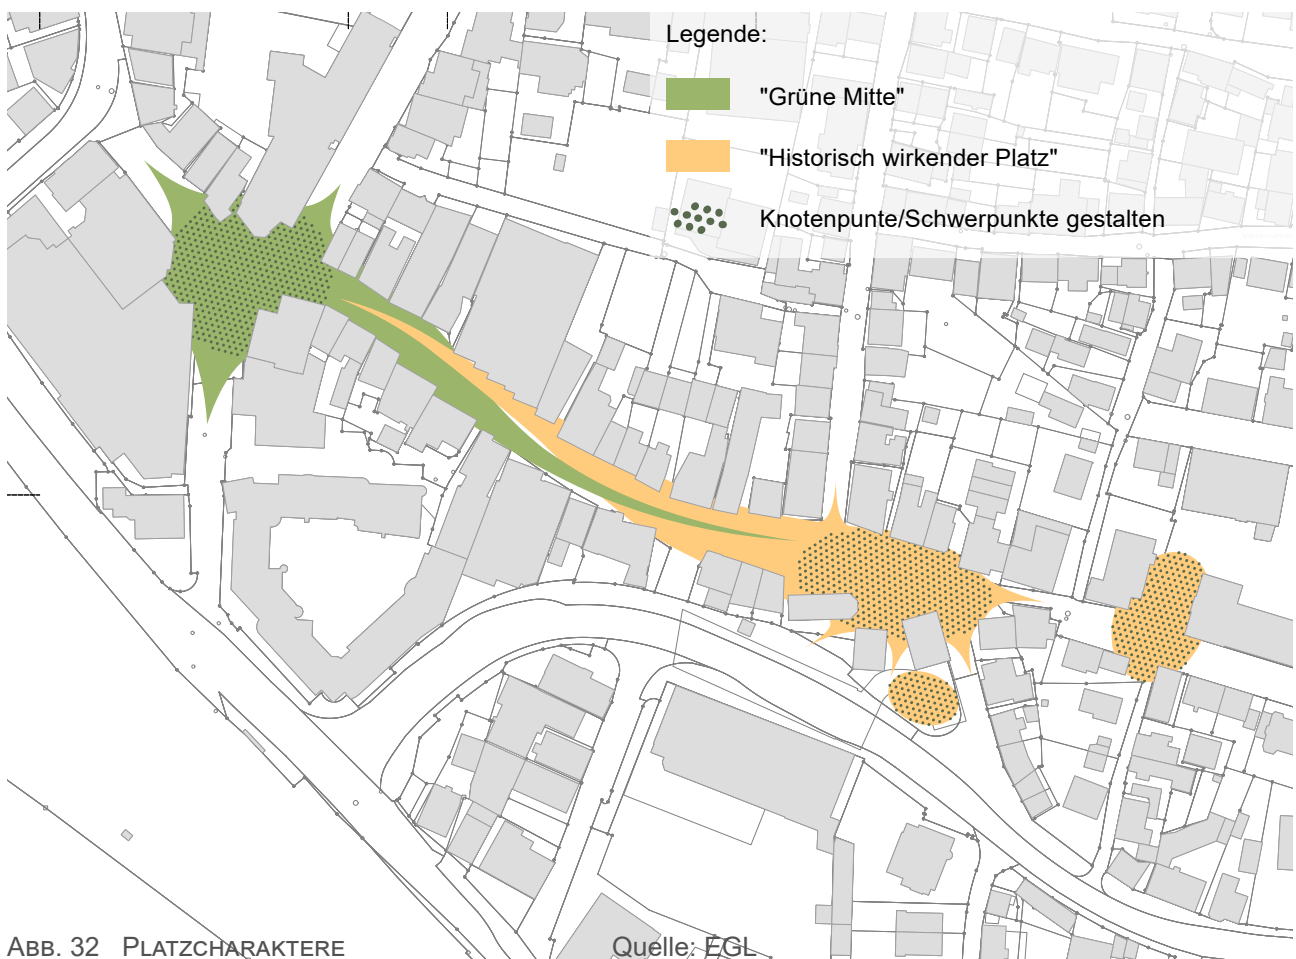 Legende:
"Grüne Mitte"
"Historisch wirkender Platz"
Knotenpunte/Schwerpunkte gestalten
ABB. 32 PLATZCHARAKTERE
Quelle: EGL